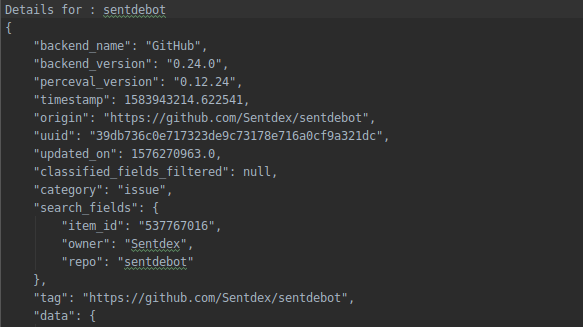 Details for : sentdebot
{
    "backend_name": "GitHub",
    "backend_version": "0.24.0",
    "perceval_version": "0.12.24",
    "timestamp": 1583943214.622541,
    "origin": "https://github.com/Sentdex/sentdebot",
    "uuid": "39db736c0e717323de9c73178e716a0cf9a321dc",
    "updated_on": 1576270963.0,
    "classified_fields_filtered": null,
    "category": "issue",
    "search_fields": {
        "item_id": "537767016",
        "owner": "Sentdex",
        "repo": "sentdebot"
    },
    "tag": "https://github.com/Sentdex/sentdebot",
    "data": {